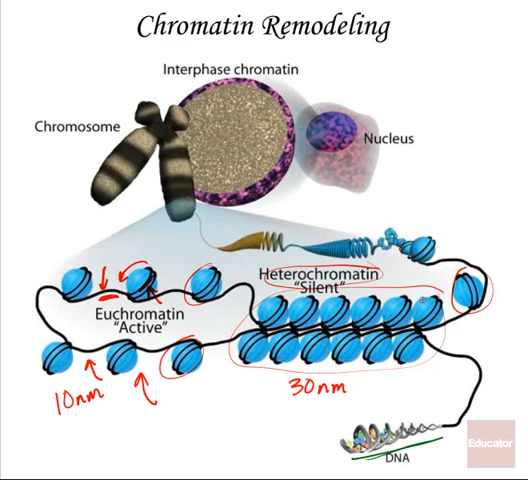 Chromatin Remodeling
Interphase chromatin
Chromosome
Nucleus
Heterochromatin
"Silent"
Euchromatin
"Active"
10nm
30nm
DNA
Educator